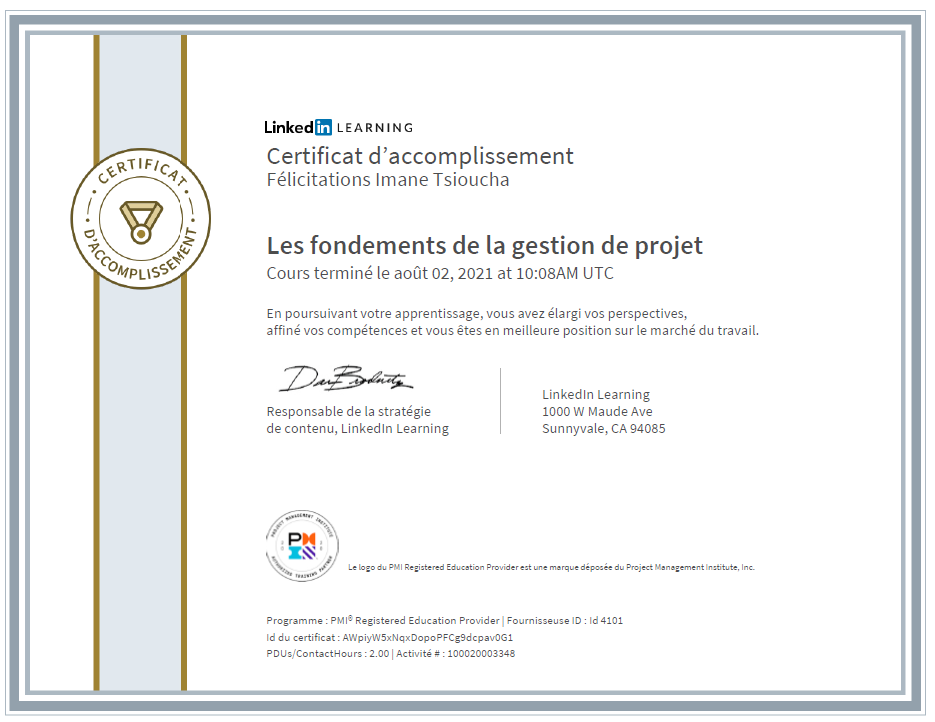 CERTIFICAT
D'ACCOMPLISSEMENT
Linkedin LEARNING
Certificat d’accomplissement
Félicitations Imane Tsioucha
Les fondements de la gestion de projet
Cours terminé le août 02, 2021 at 10:08AM UTC
En poursuivant votre apprentissage, vous avez élargi vos perspectives,
affiné vos compétences et vous êtes en meilleure position sur le marché du travail.
Responsable de la stratégie
de contenu, LinkedIn Learning
LinkedIn Learning
1000 W Maude Ave
Sunnyvale, CA 94085
PROJECT MANAGEMENT INSTITUTE
PM
AUTHORIZED TRAINING PARTNER
Le logo du PMI Registered Education Provider est une marque déposée du Project Management Institute, Inc.
Programme : PMI® Registered Education Provider | Fournisseuse ID : Id 4101
Id du certificat : AWpiyW5xNqxDopoPFCg9dcpav0G1
PDUs/ContactHours : 2.00 | Activité # : 100020003348